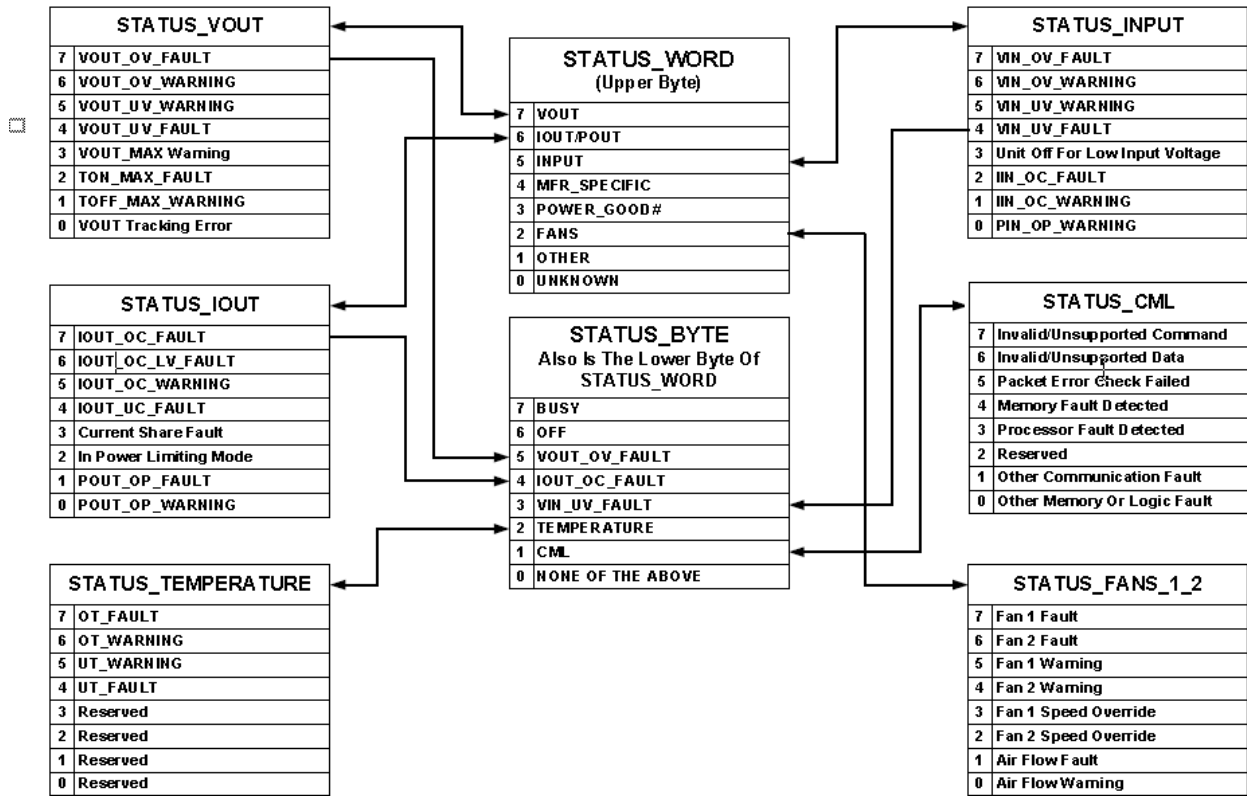 STATUS_VOUT
7 VOUT_OV_FAULT
6 VOUT_OV_WARNING
5 VOUT_UV_WARNING
4 VOUT_UV_FAULT
3 VOUT_MAX Warning
2 TON_MAX_FAULT
1 TOFF_MAX_WARNING
0 VOUT Tracking Error
STATUS_IOUT
7 IOUT_OC_FAULT
6 IOUT_OC_LV_FAULT
5 IOUT_OC_WARNING
4 IOUT_UC_FAULT
3 Current Share Fault
2 In Power Limiting Mode
1 POUT_OP_FAULT
0 POUT_OP_WARNING
STATUS_TEMPERATURE
7 OT_FAULT
6 OT_WARNING
5 UT_WARNING
4 UT_FAULT
3 Reserved
2 Reserved
1 Reserved
0 Reserved
STATUS_WORD
(Upper Byte)
7 VOUT
6 IOUT/POUT
5 INPUT
4 MFR_SPECIFIC
3 POWER_GOOD#
2 FANS
1 OTHER
0 UNKNOWN
STATUS_BYTE
Also Is The Lower Byte Of
STATUS_WORD
7 BUSY
6 OFF
5 VOUT_OV_FAULT
4 IOUT_OC_FAULT
3 VIN_UV_FAULT
2 TEMPERATURE
1 CML
0 NONE OF THE ABOVE
STATUS_INPUT
7 VIN_OV_FAULT
6 VIN_OV_WARNING
5 VIN_UV_WARNING
4 VIN_UV_FAULT
3 Unit Off For Low Input Voltage
2 IIN_OC_FAULT
1 IIN_OC_WARNING
0 PIN_OP_WARNING
STATUS_CML
7 Invalid/Unsupported Command
6 Invalid/Unsupported Data
5 Packet Error Check Failed
4 Memory Fault Detected
3 Processor Fault Detected
2 Reserved
1 Other Communication Fault
0 Other Memory Or Logic Fault
STATUS_FANS_1_2
7 Fan 1 Fault
6 Fan 2 Fault
5 Fan 1 Warning
4 Fan 2 Warning
3 Fan 1 Speed Override
2 Fan 2 Speed Override
1 Air Flow Fault
0 Air Flow Warning